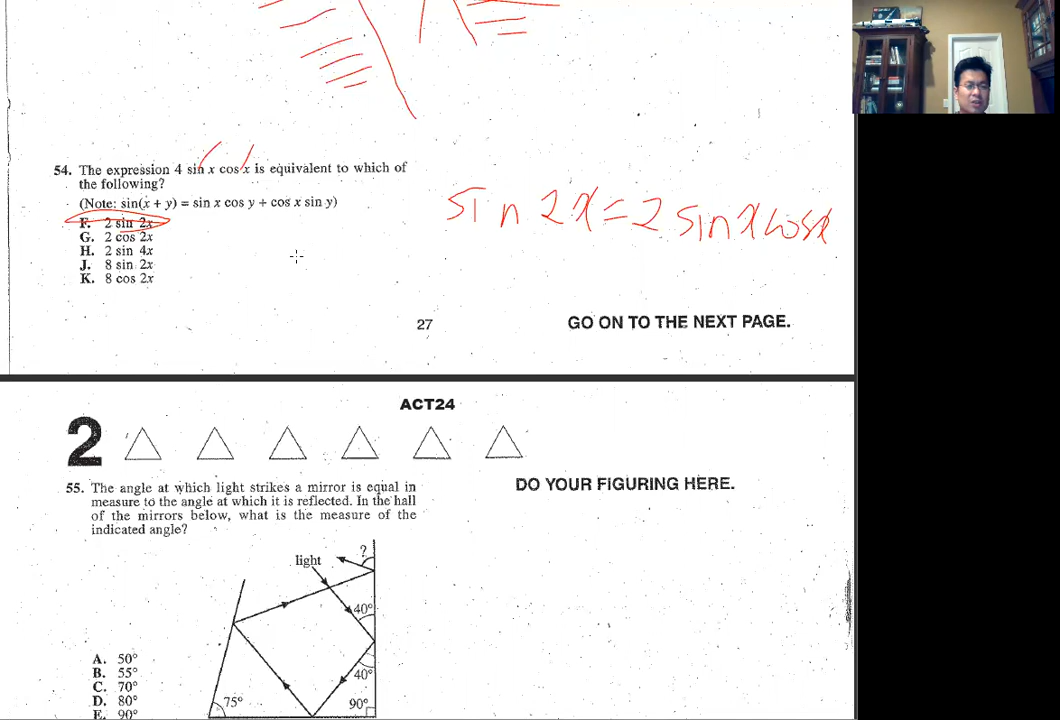 54. The expression 4 sin x cos x is equivalent to which of
the following?
(Note: sin(x + y) = sin x cos y + cos x sin y)
F. 2 sin 2x
G. 2 cos 2x
H. 2 sin 4x
J. 8 sin 2x
K. 8 cos 2x
sin 2x = 2 sin x cos x
27
GO ON TO THE NEXT PAGE.
ACT24
2
55. The angle at which light strikes a mirror is equal in
measure to the angle at which it is reflected. In the hall
of the mirrors below, what is the measure of the
indicated angle?
DO YOUR FIGURING HERE.
?
light
40°
40°
75°
90°
A. 50°
B. 55°
C. 70°
D. 80°
E. 90°